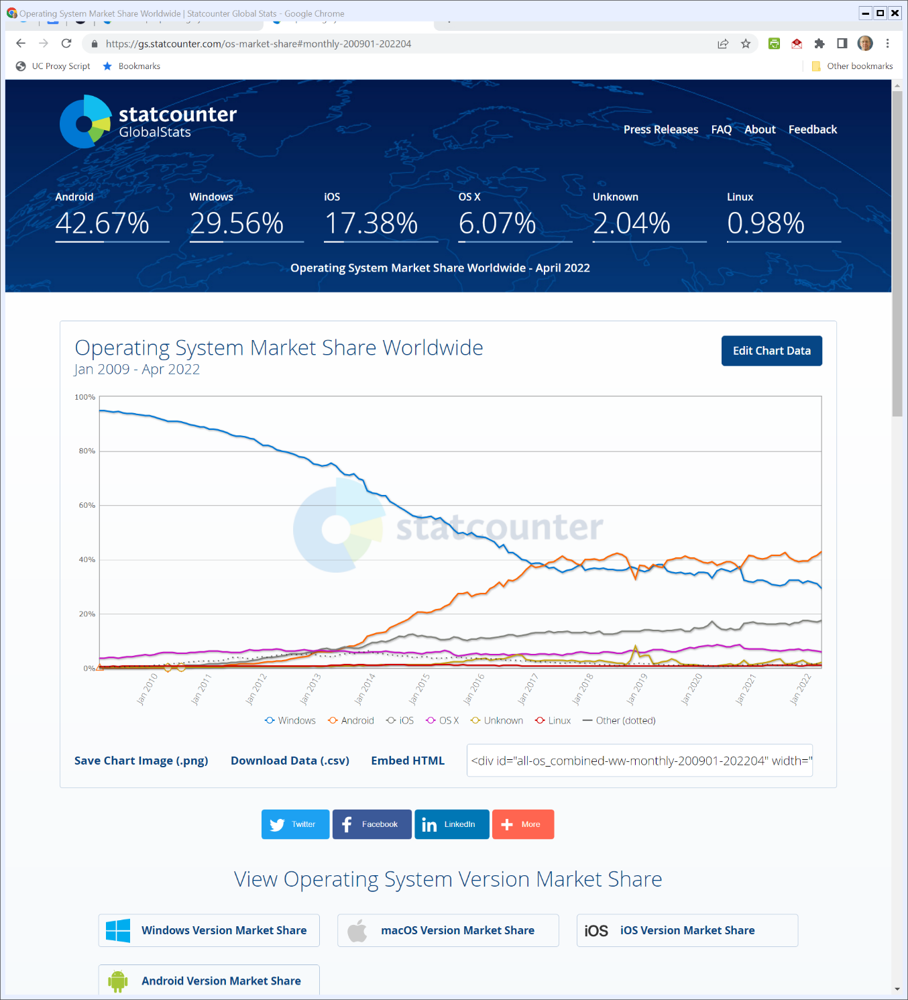 Operating System Market Share Worldwide | Statcounter Global Stats - Google Chrome
https://gs.statcounter.com/os-market-share#monthly-200901-202204
UC Proxy Script Bookmarks Other bookmarks
statcounter
GlobalStats
Press Releases FAQ About Feedback
Android Windows iOS OS X Unknown Linux
42.67% 29.56% 17.38% 6.07% 2.04% 0.98%
Operating System Market Share Worldwide - April 2022
Operating System Market Share Worldwide
Edit Chart Data
Jan 2009 - Apr 2022
100%
80%
60%
statcounter
40%
20%
0%
Jan 2010 Jan 2011 Jan 2012 Jan 2013 Jan 2014 Jan 2015 Jan 2016 Jan 2017 Jan 2018 Jan 2019 Jan 2020 Jan 2021 Jan 2022
Windows Android iOS OS X Unknown Linux Other (dotted)
Save Chart Image (.png) Download Data (.csv) Embed HTML <div id="all-os_combined-ww-monthly-200901-202204" width="
Twitter Facebook LinkedIn More
View Operating System Version Market Share
Windows Version Market Share macOS Version Market Share iOS iOS Version Market Share
Android Version Market Share